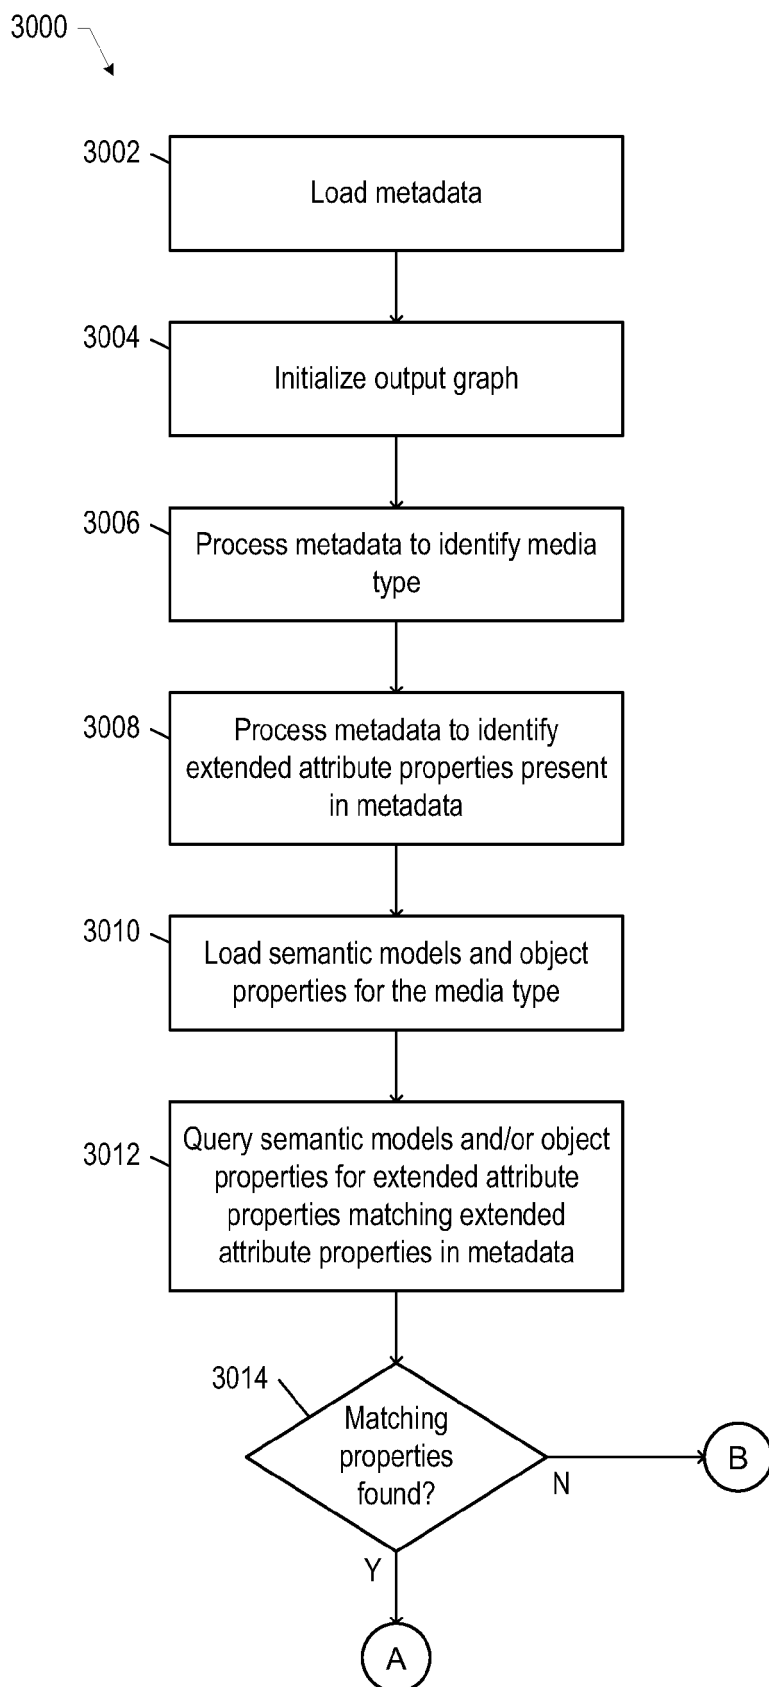 3000
3002
Load metadata
3004
Initialize output graph
3006
Process metadata to identify media
type
3008
Process metadata to identify
extended attribute properties present
in metadata
3010
Load semantic models and object
properties for the media type
3012
Query semantic models and/or object
properties for extended attribute
properties matching extended
attribute properties in metadata
3014
Matching
properties
found?
N
B
Y
A